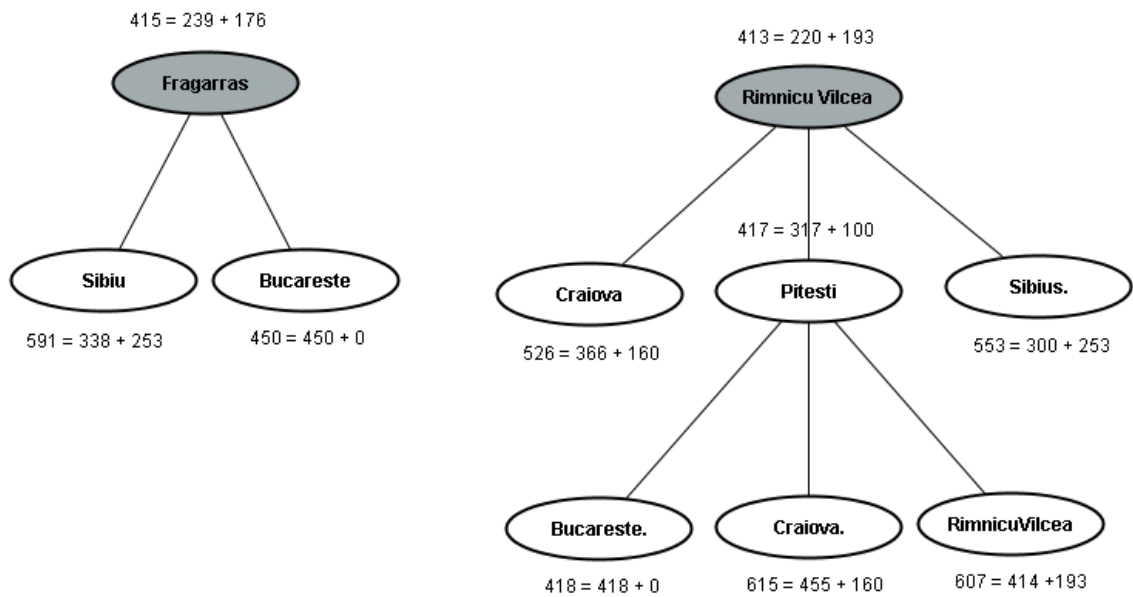 415 = 239 + 176
Fragarras
Sibiu
Bucareste
591 = 338 + 253
450 = 450 + 0
413 = 220 + 193
Rimnicu Vilcea
417 = 317 + 100
Craiova
Pitesti
Sibius.
526 = 366 + 160
553 = 300 + 253
Bucareste.
Craiova.
RimnicuVilcea
418 = 418 + 0
615 = 455 + 160
607 = 414 +193